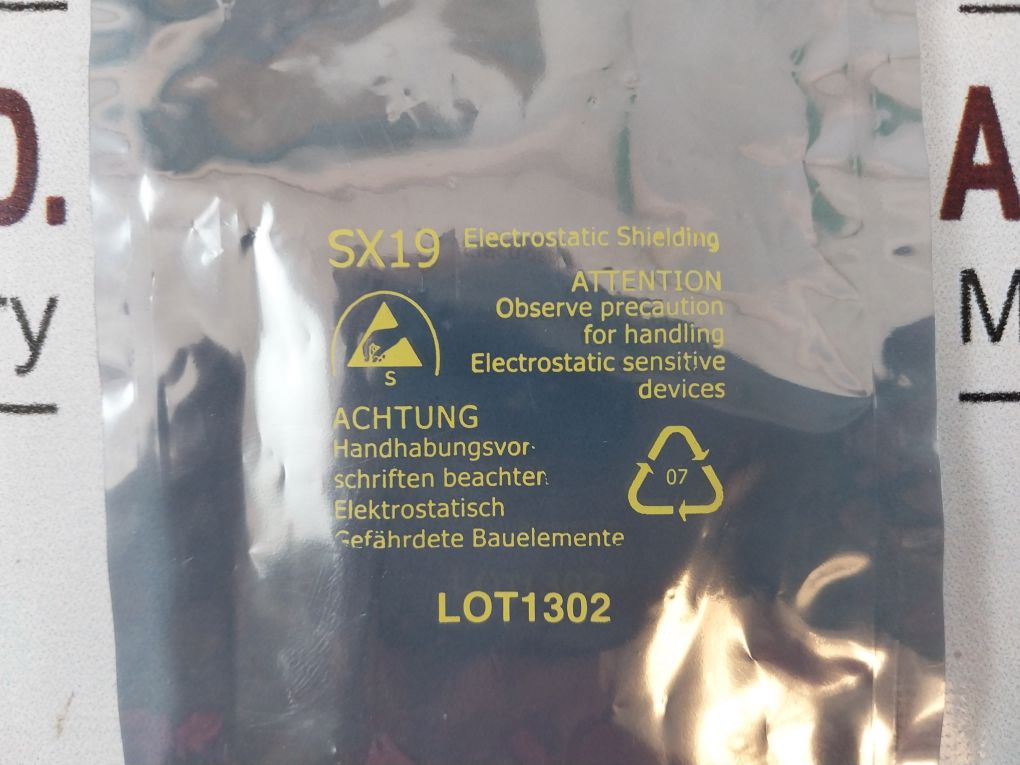 SX19 Electrostatic Shielding
ATTENTION
Observe precaution
for handling
Electrostatic sensitive
devices
S
ACHTUNG
Handhabungsvor-
schriften beachten
Elektrostatisch
Gefährdete Bauelemente
07
LOT1302